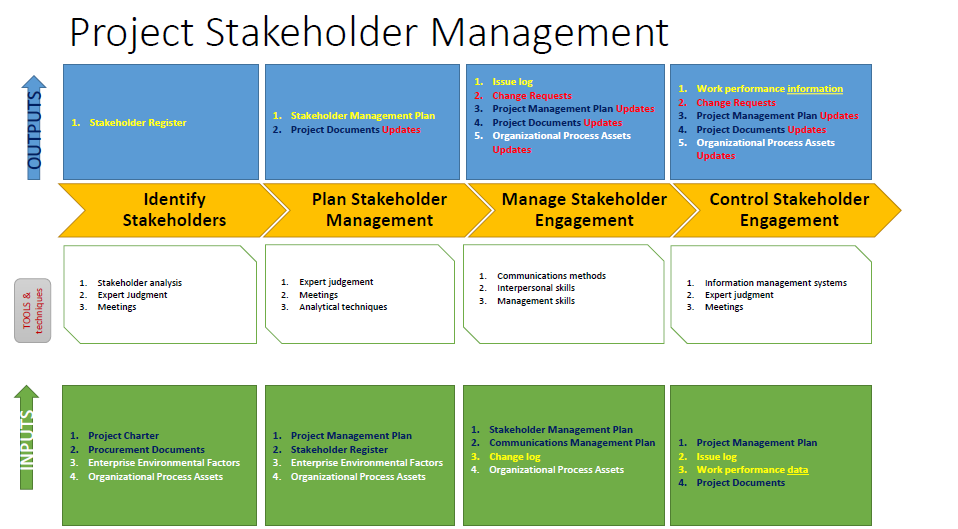 Project Stakeholder Management
OUTPUTS
1. Stakeholder Register
1. Stakeholder Management Plan
2. Project Documents Updates
1. Issue log
2. Change Requests
3. Project Management Plan Updates
4. Project Documents Updates
5. Organizational Process Assets
Updates
1. Work performance information
2. Change Requests
3. Project Management Plan Updates
4. Project Documents Updates
5. Organizational Process Assets
Updates
Identify
Stakeholders
Plan Stakeholder
Management
Manage Stakeholder
Engagement
Control Stakeholder
Engagement
TOOLS &
techniques
1. Stakeholder analysis
2. Expert Judgment
3. Meetings
1. Expert judgement
2. Meetings
3. Analytical techniques
1. Communications methods
2. Interpersonal skills
3. Management skills
1. Information management systems
2. Expert judgment
3. Meetings
INPUTS
1. Project Charter
2. Procurement Documents
3. Enterprise Environmental Factors
4. Organizational Process Assets
1. Project Management Plan
2. Stakeholder Register
3. Enterprise Environmental Factors
4. Organizational Process Assets
1. Stakeholder Management Plan
2. Communications Management Plan
3. Change log
4. Organizational Process Assets
1. Project Management Plan
2. Issue log
3. Work performance data
4. Project Documents